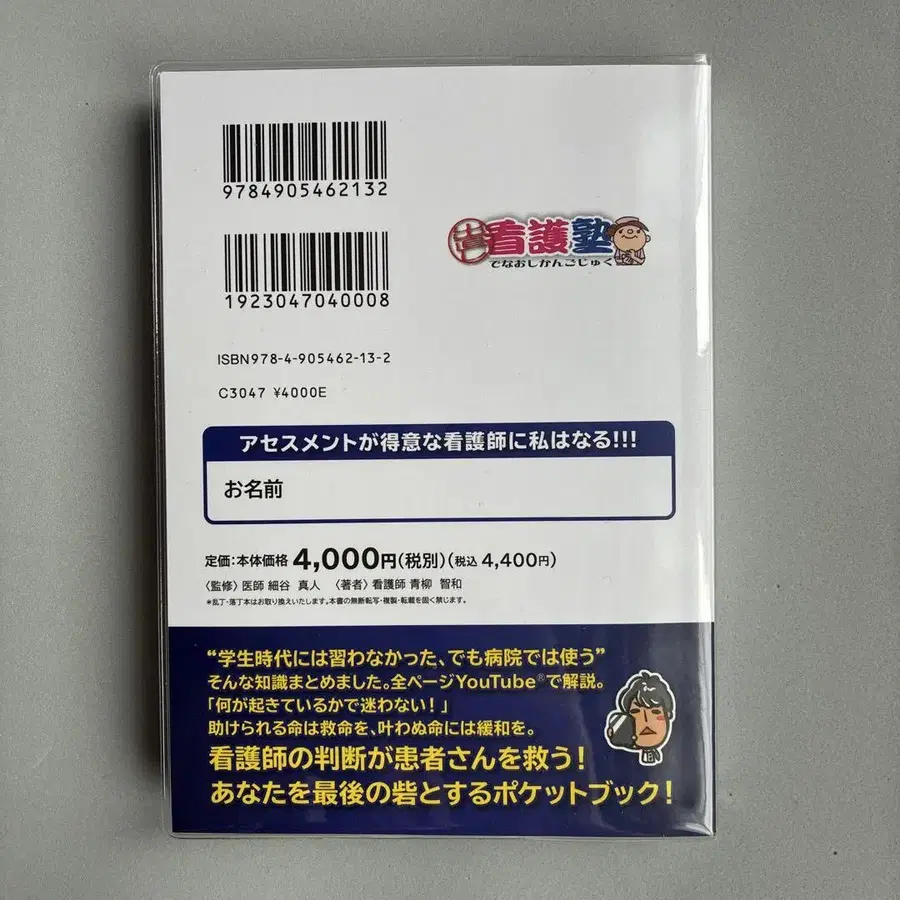 9784905462132
看護塾
でなおしかんごじゅく
1923047040008
ISBN978-4-905462-13-2
C3047 ¥4000E
アセスメントが得意な看護師に私はなる!!!
お名前
定価:本体価格 4,000円(税別)(税込 4,400円)
〈監修〉医師 細谷 真人 〈著者〉看護師 青柳 智和
*乱丁・落丁本はお取り換えいたします。本書の無断転写・複製・転載を固く禁じます。
“学生時代には習わなかった、でも病院では使う”
そんな知識まとめました。全ページYouTube®で解説。
「何が起きているかで迷わない!」
助けられる命は救命を、叶わぬ命には緩和を。
看護師の判断が患者さんを救う!
あなたを最後の砦とするポケットブック!